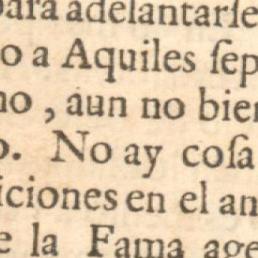 para adelantarſe
o a Aquiles ſep
no, aun no bien
o. No ay coſa
iciones en el an
e la Fama age